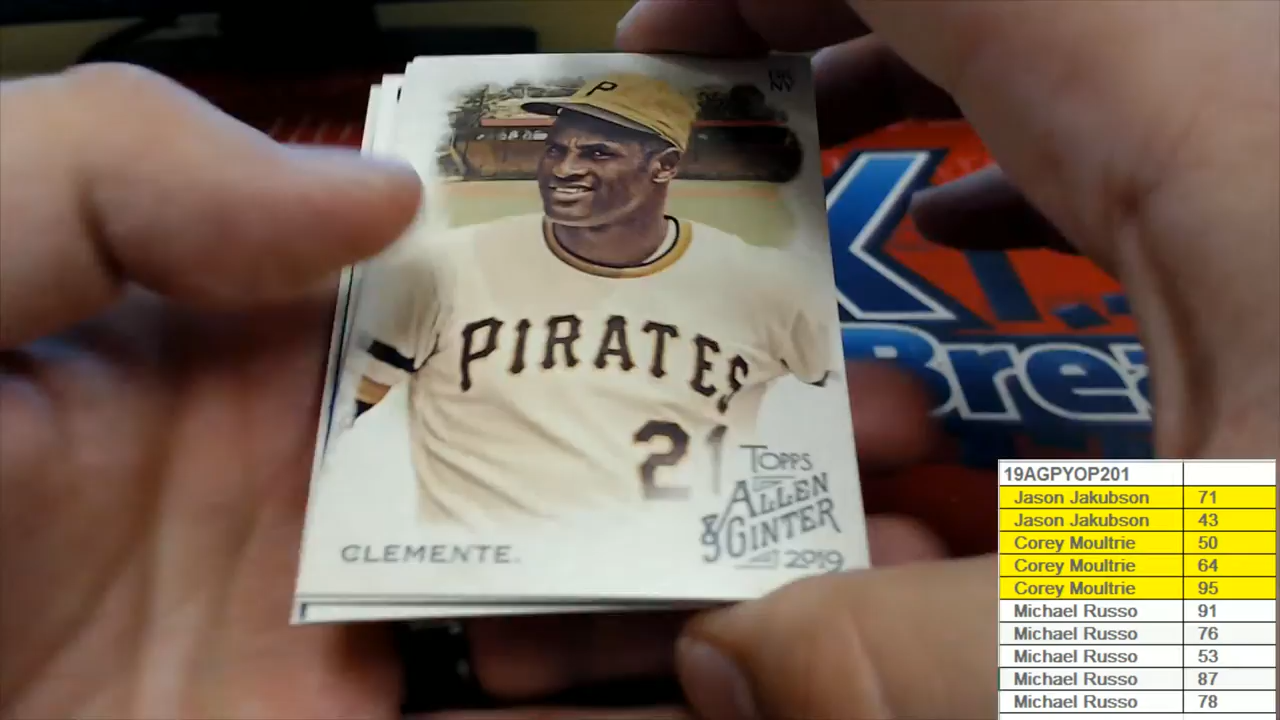 P
PIRATES
21
TOPPS
ALLEN
& GINTER
2019
CLEMENTE.
Brea
19AGPYOP201
Jason Jakubson 71
Jason Jakubson 43
Corey Moultrie 50
Corey Moultrie 64
Corey Moultrie 95
Michael Russo 91
Michael Russo 76
Michael Russo 53
Michael Russo 87
Michael Russo 78